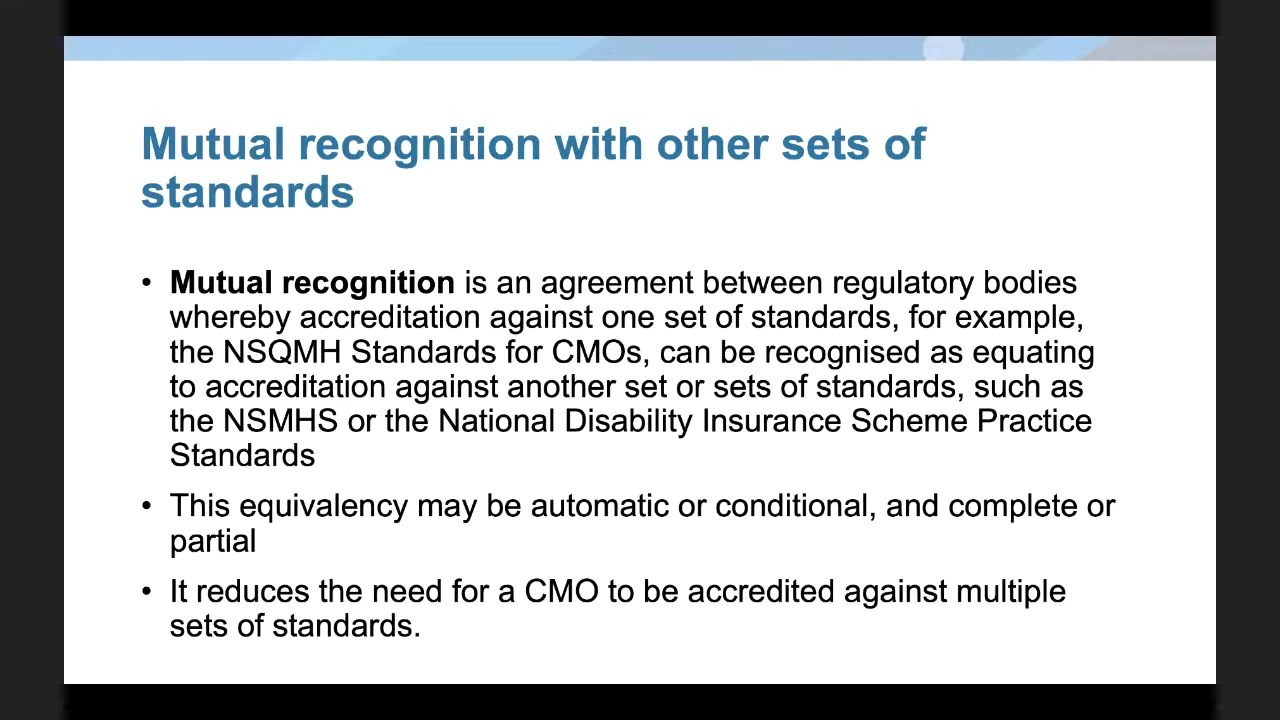 Mutual recognition with other sets of
standards
• Mutual recognition is an agreement between regulatory bodies
whereby accreditation against one set of standards, for example,
the NSQMH Standards for CMOs, can be recognised as equating
to accreditation against another set or sets of standards, such as
the NSMHS or the National Disability Insurance Scheme Practice
Standards
• This equivalency may be automatic or conditional, and complete or
partial
• It reduces the need for a CMO to be accredited against multiple
sets of standards.